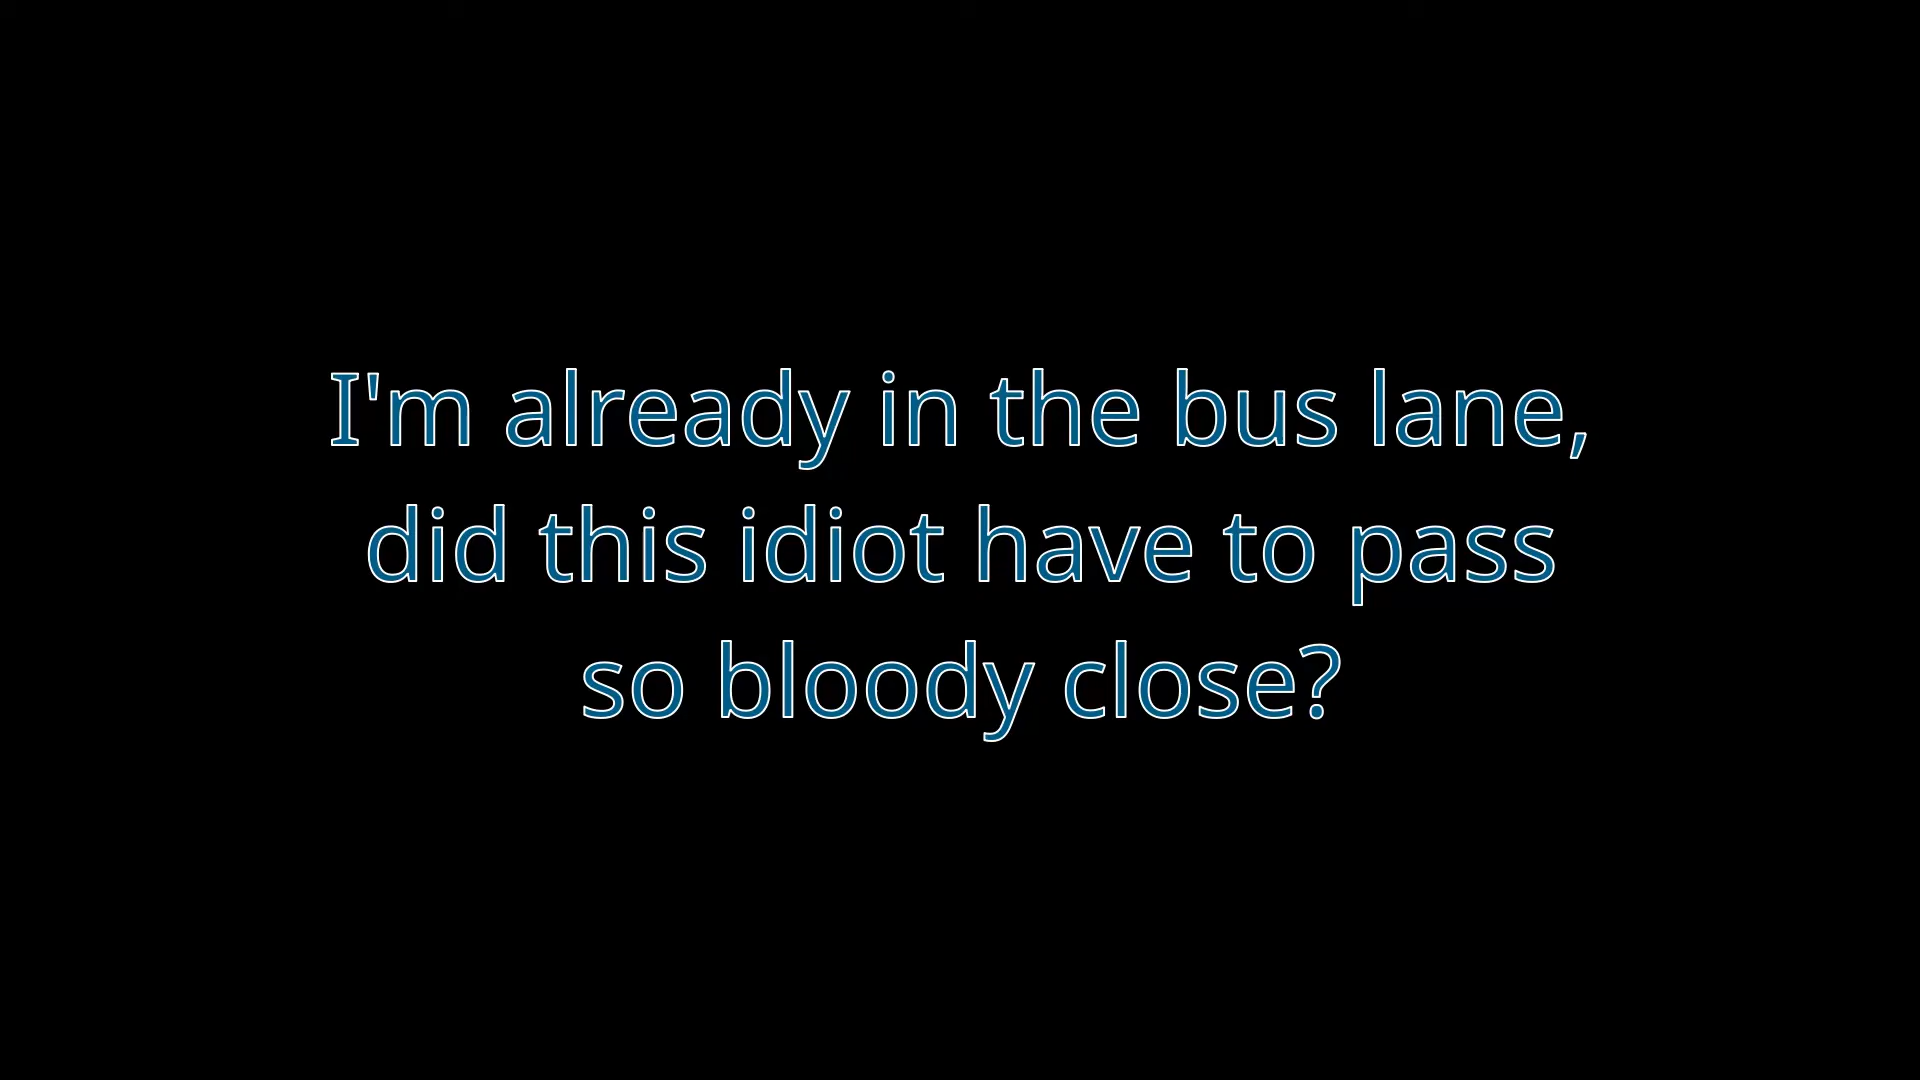 I'm already in the bus lane,
did this idiot have to pass
so bloody close?